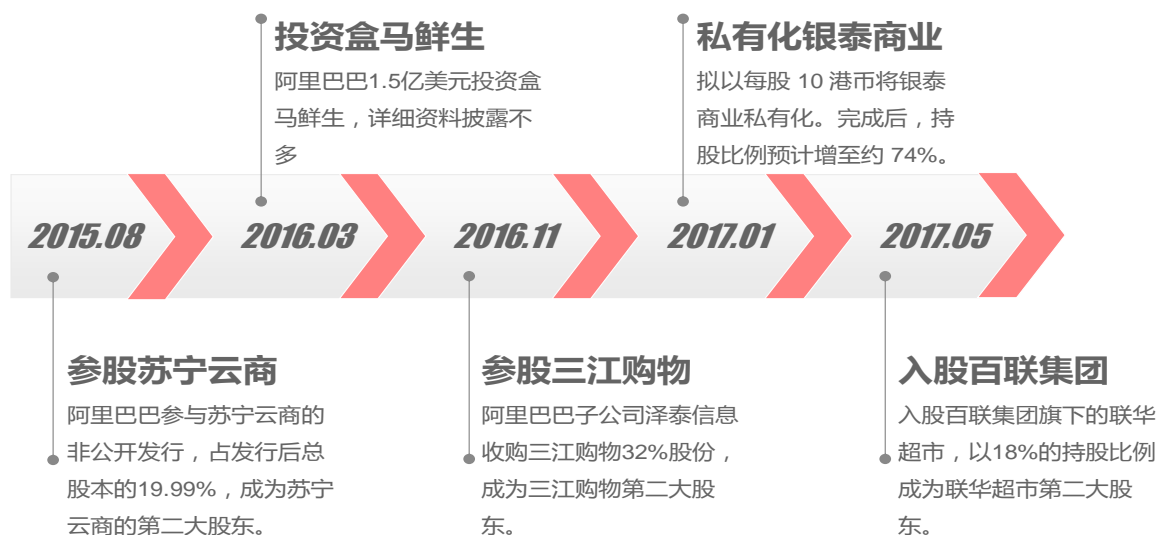 投资盒马鲜生
阿里巴巴1.5亿美元投资盒
马鲜生，详细资料披露不
多
私有化银泰商业
拟以每股 10 港币将银泰
商业私有化。完成后，持
股比例预计增至约 74%。
2015.08
2016.03
2016.11
2017.01
2017.05
参股苏宁云商
阿里巴巴参与苏宁云商的
非公开发行，占发行后总
股本的19.99%，成为苏宁
云商的第二大股东。
参股三江购物
阿里巴巴子公司泽泰信息
收购三江购物32%股份，
成为三江购物第二大股
东。
入股百联集团
入股百联集团旗下的联华
超市，以18%的持股比例
成为联华超市第二大股
东。